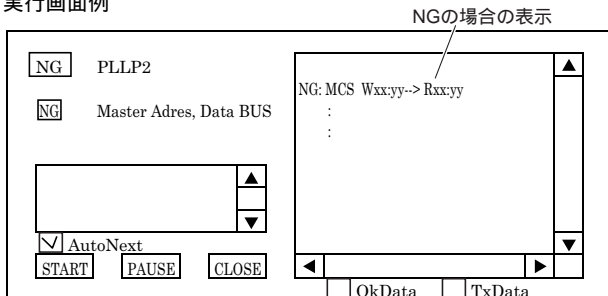 実行画面例
NGの場合の表示
NG PLLP2
NG Master Adres, Data BUS
NG: MCS Wxx:yy--> Rxx:yy
:
:
AutoNext
START PAUSE CLOSE
OkData TxData